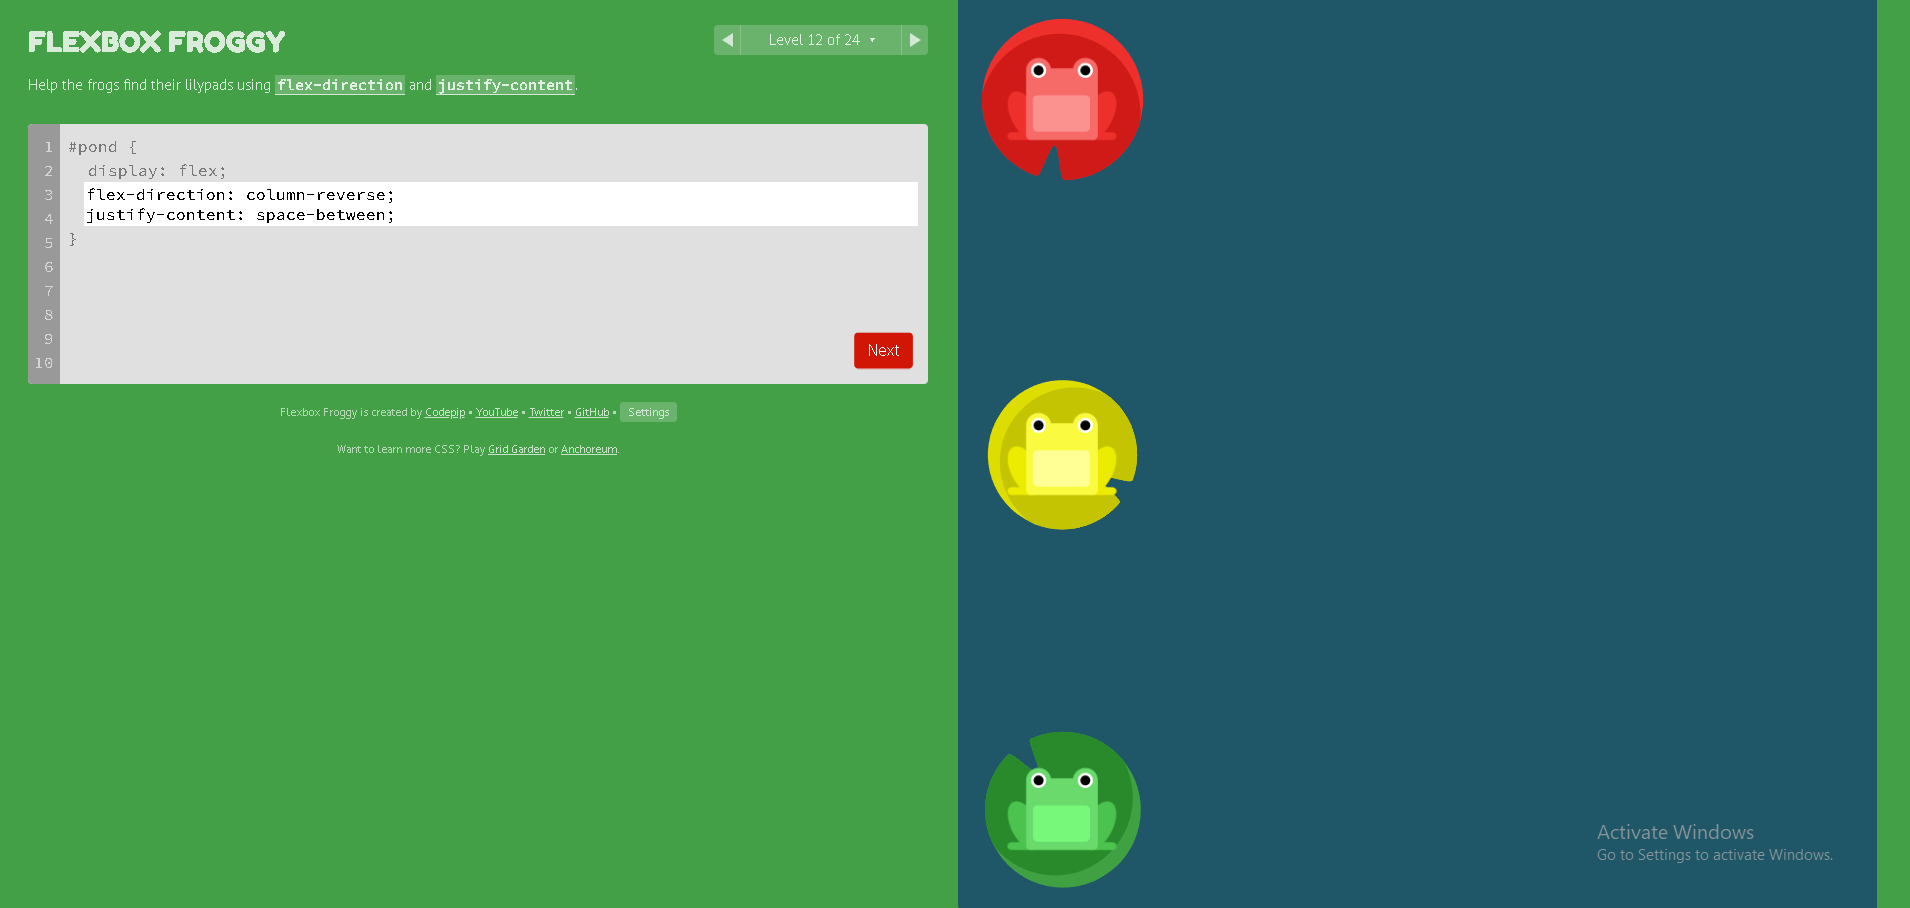 FLEXBOX FROGGY
Level 12 of 24 ▾
Help the frogs find their lilypads using flex-direction and justify-content.
1 #pond {
2 display: flex;
3 flex-direction: column-reverse;
4 justify-content: space-between;
5 }
6
7
8
9
10
Next
Flexbox Froggy is created by Codepip • YouTube • Twitter • GitHub • Settings
Want to learn more CSS? Play Grid Garden or Anchoreum.
Activate Windows
Go to Settings to activate Windows.